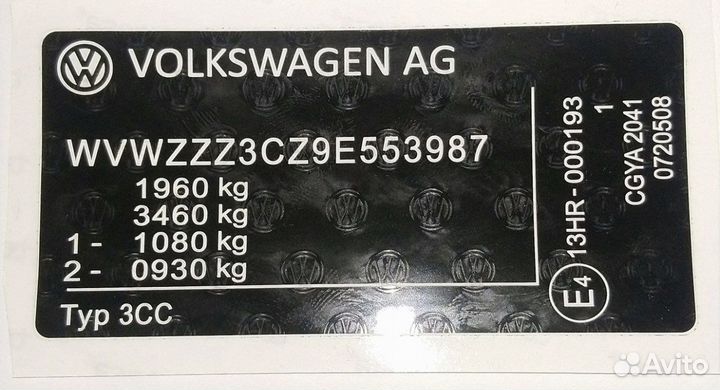 VOLKSWAGEN AG
WVWZZZ3CZ9E553987
1960 kg
3460 kg
1 - 1080 kg
2 - 0930 kg
Typ 3CC
E4
13HR - 000193
1
CGYA 2041
0720508
Avito